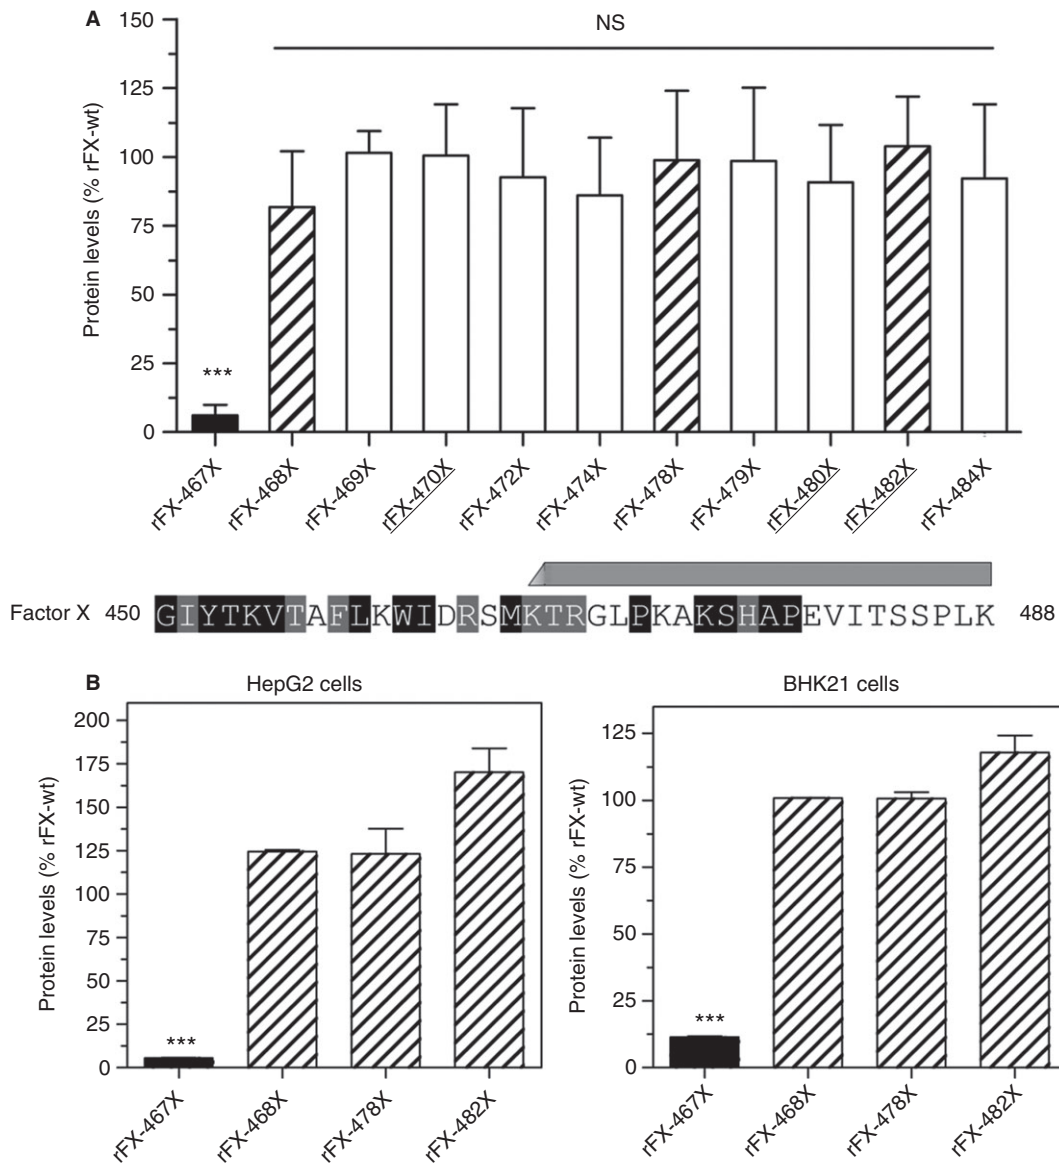 A
NS
Protein levels (% rFX-wt)
150
125
100
75
50
25
0
***
rFX-467X
rFX-468X
rFX-469X
rFX-470X
rFX-472X
rFX-474X
rFX-478X
rFX-479X
rFX-480X
rFX-482X
rFX-484X
Factor X 450 GIYTKVTAFLKWIDRSMKTRGLPKAKSHAPEVITSSPLK 488
B
HepG2 cells
Protein levels (% rFX-wt)
200
175
150
125
100
75
50
25
0
***
rFX-467X
rFX-468X
rFX-478X
rFX-482X
BHK21 cells
Protein levels (% rFX-wt)
125
100
75
50
25
0
***
rFX-467X
rFX-468X
rFX-478X
rFX-482X